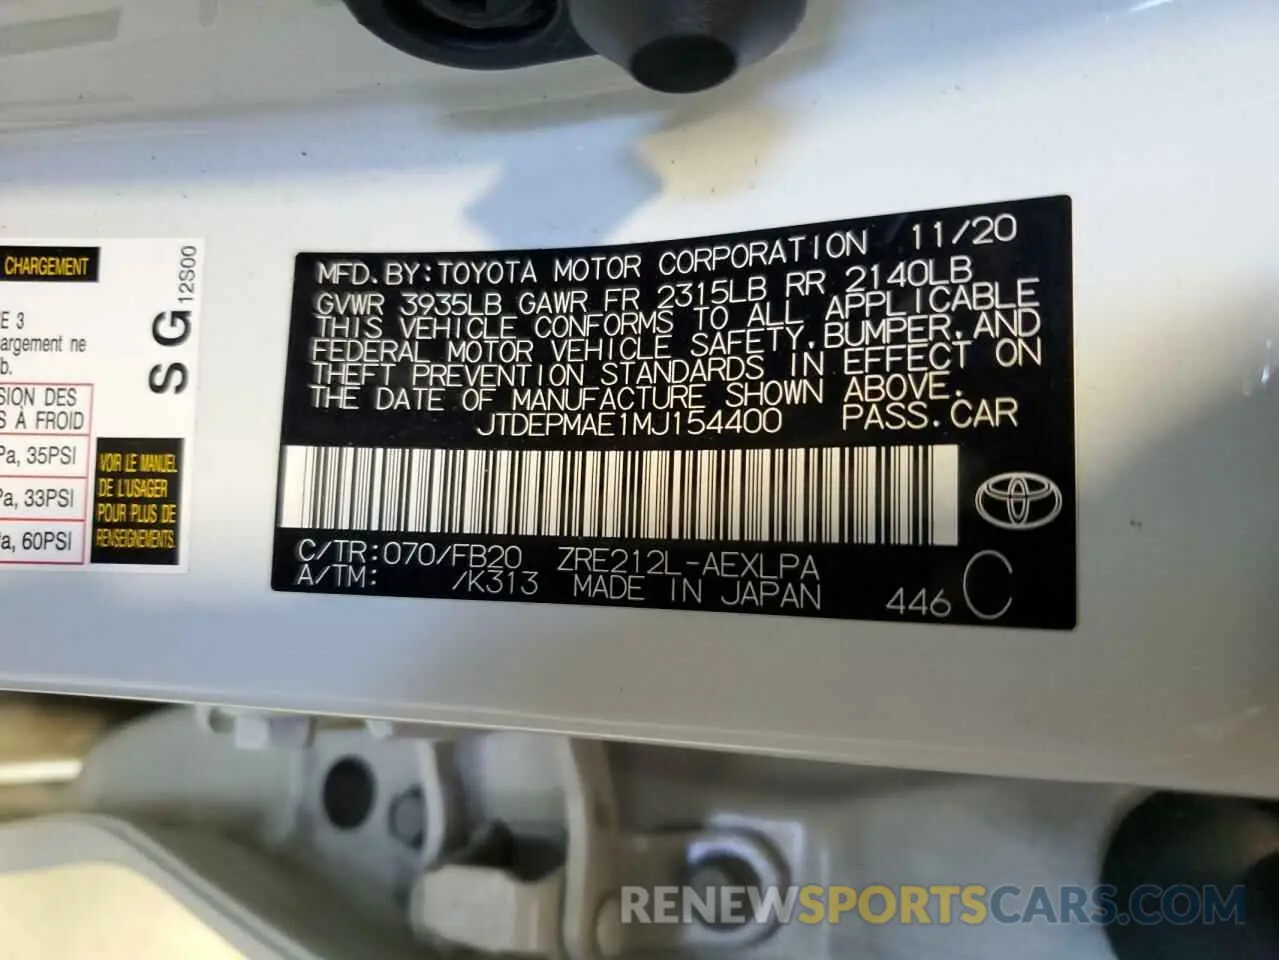 CHARGEMENT
E 3
argement ne
b.
SION DES
S À FROID
Pa, 35PSI
Pa, 33PSI
Pa, 60PSI
S G 12S00
VOIR LE MANUEL
DE L'USAGER
POUR PLUS DE
RENSEIGNEMENTS.
MFD. BY: TOYOTA MOTOR CORPORATION 11/20
GVWR 3935LB GAWR FR 2315LB RR 2140LB
THIS VEHICLE CONFORMS TO ALL APPLICABLE
FEDERAL MOTOR VEHICLE SAFETY, BUMPER, AND
THEFT PREVENTION STANDARDS IN EFFECT ON
THE DATE OF MANUFACTURE SHOWN ABOVE.
JTDEPMAE1MJ154400 PASS. CAR
C/TR: 070/FB20 ZRE212L-AEXLPA
A/TM: /K313 MADE IN JAPAN 446 C
RENEWSPORTSCARS.COM